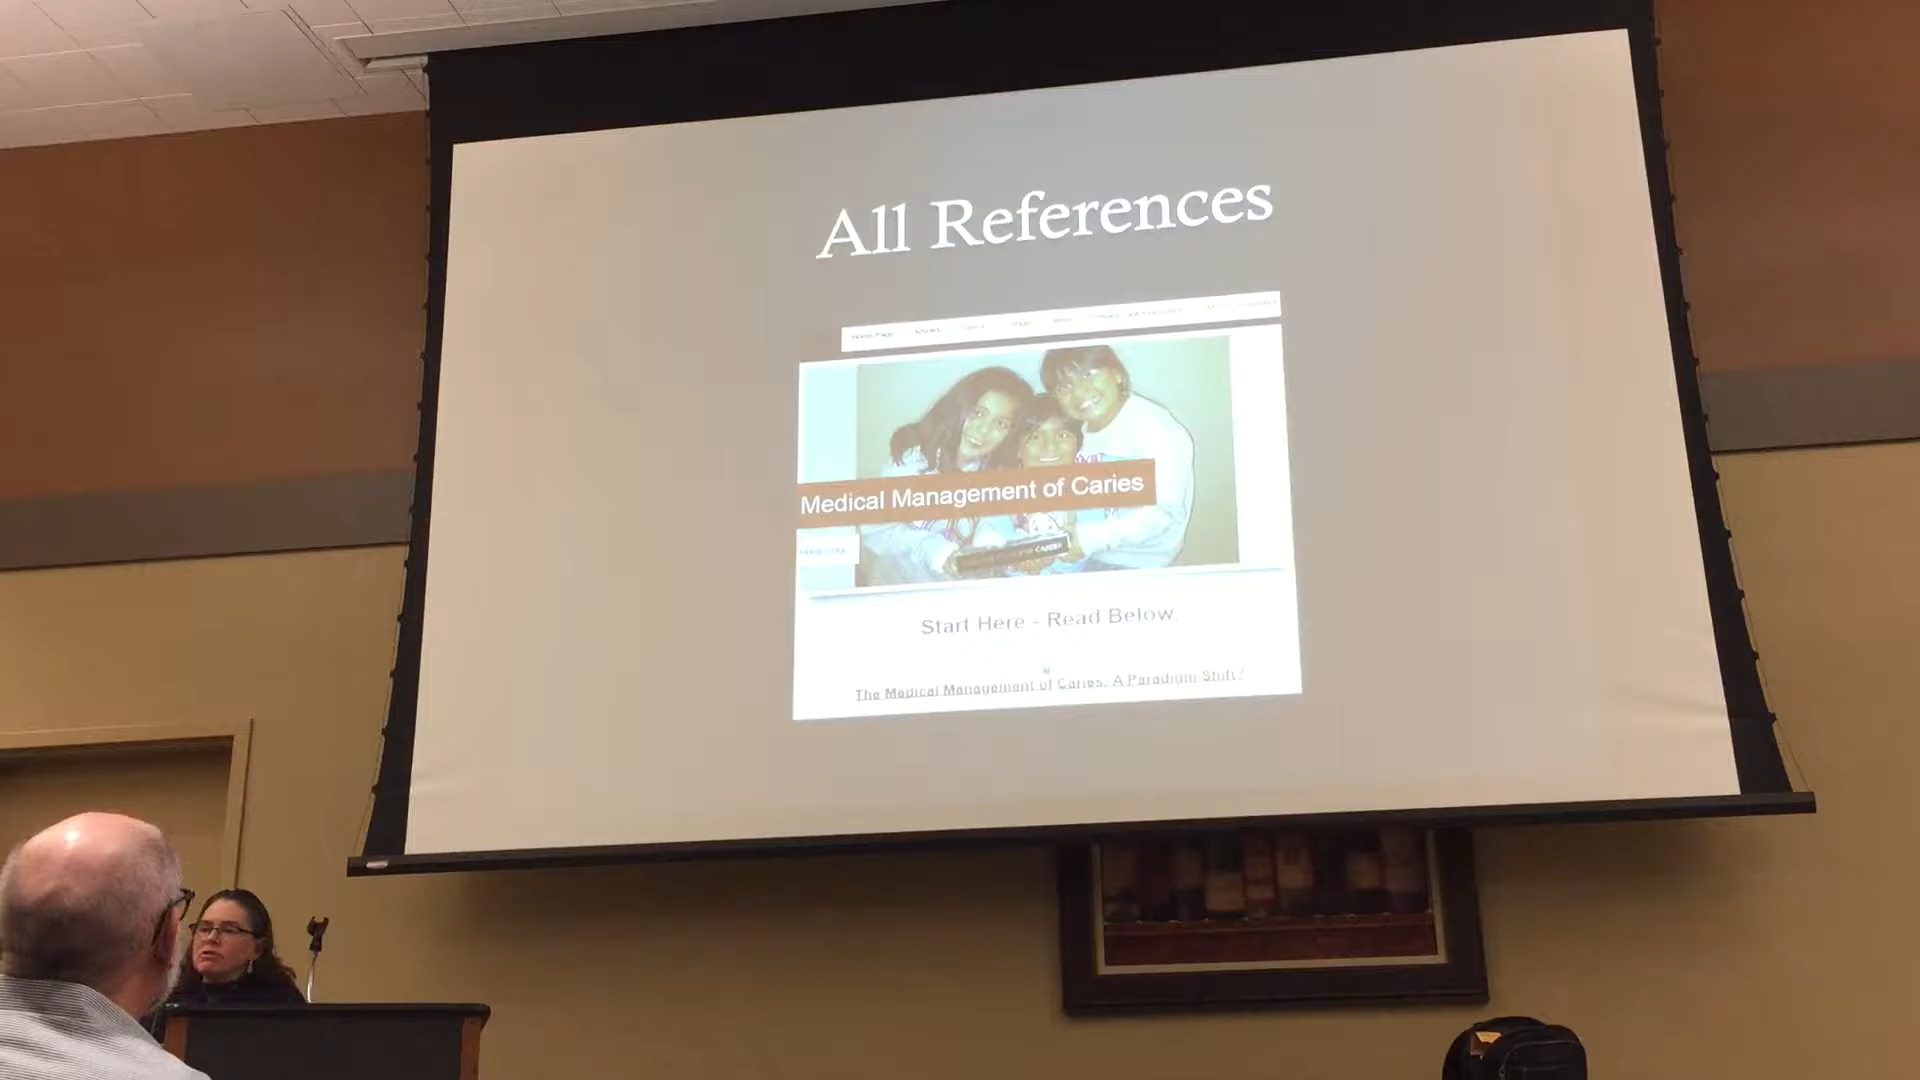 All References
Medical Management of Caries
Start Here - Read Below
The Medical Management of Caries. A Paradigm Shift?